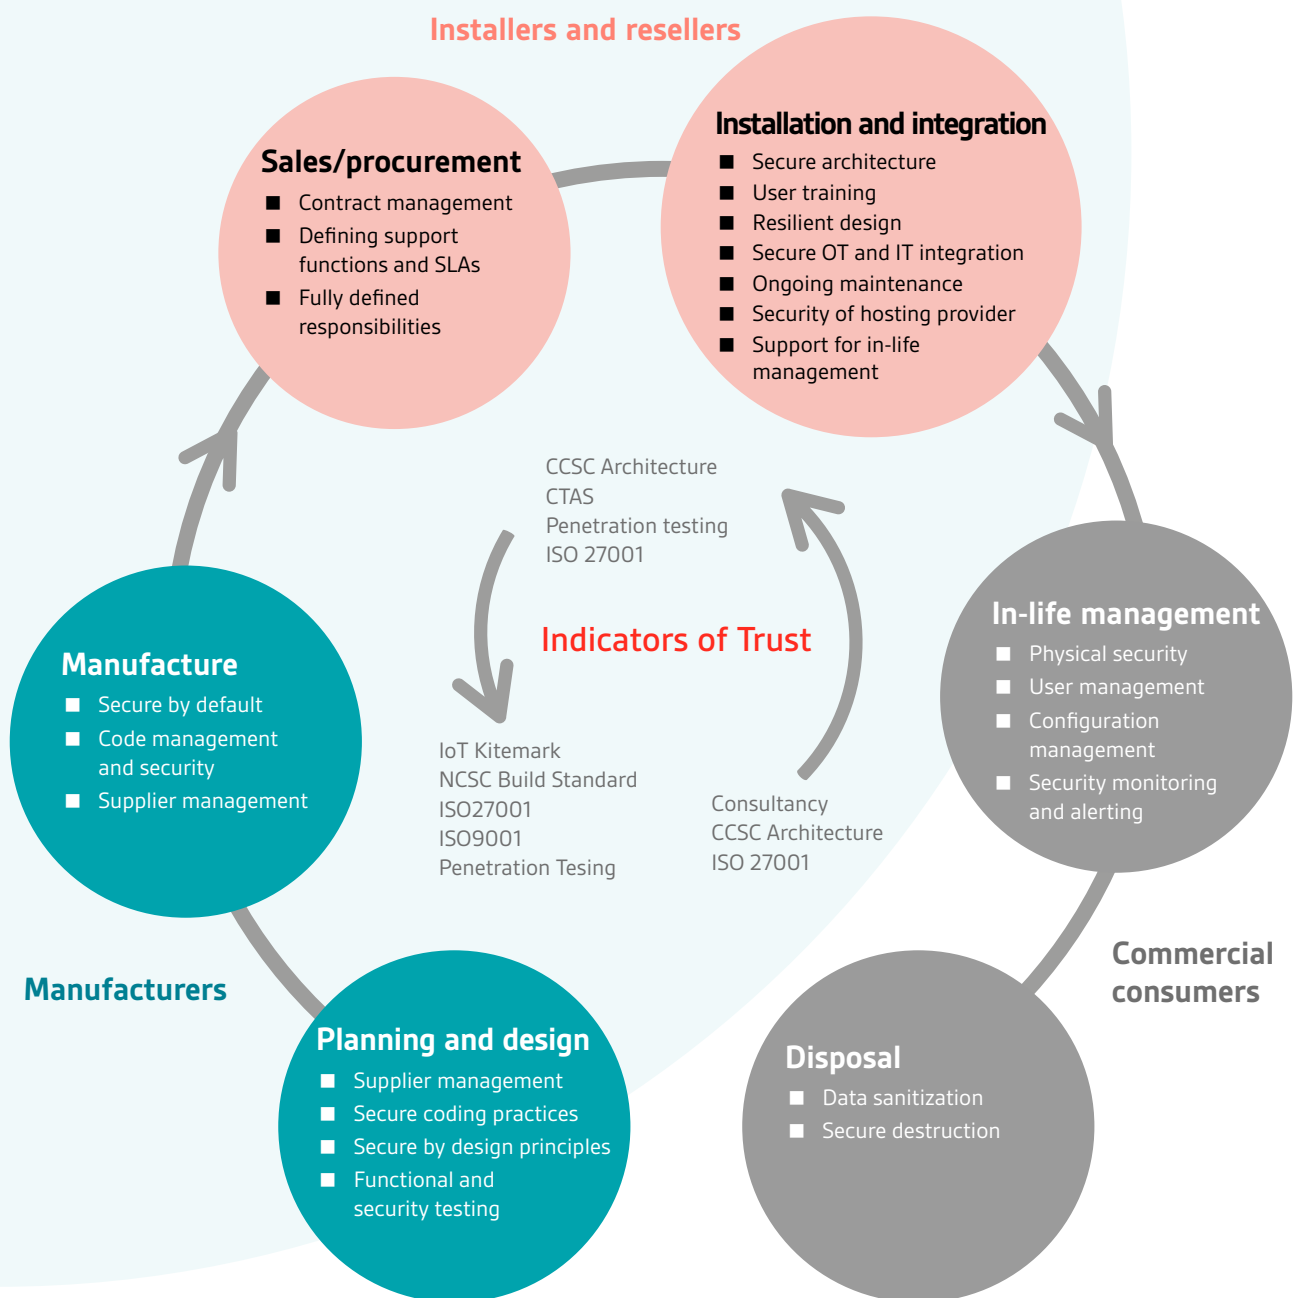 Installers and resellers
Sales/procurement
■ Contract management
■ Defining support
functions and SLAs
■ Fully defined
responsibilities
Installation and integration
■ Secure architecture
■ User training
■ Resilient design
■ Secure OT and IT integration
■ Ongoing maintenance
■ Security of hosting provider
■ Support for in-life
management
CCSC Architecture
CTAS
Penetration testing
ISO 27001
Indicators of Trust
IoT Kitemark
NCSC Build Standard
ISO27001
ISO9001
Penetration Tesing
Consultancy
CCSC Architecture
ISO 27001
Manufacture
■ Secure by default
■ Code management
and security
■ Supplier management
In-life management
■ Physical security
■ User management
■ Configuration
management
■ Security monitoring
and alerting
Manufacturers
Commercial
consumers
Planning and design
■ Supplier management
■ Secure coding practices
■ Secure by design principles
■ Functional and
security testing
Disposal
■ Data sanitization
■ Secure destruction